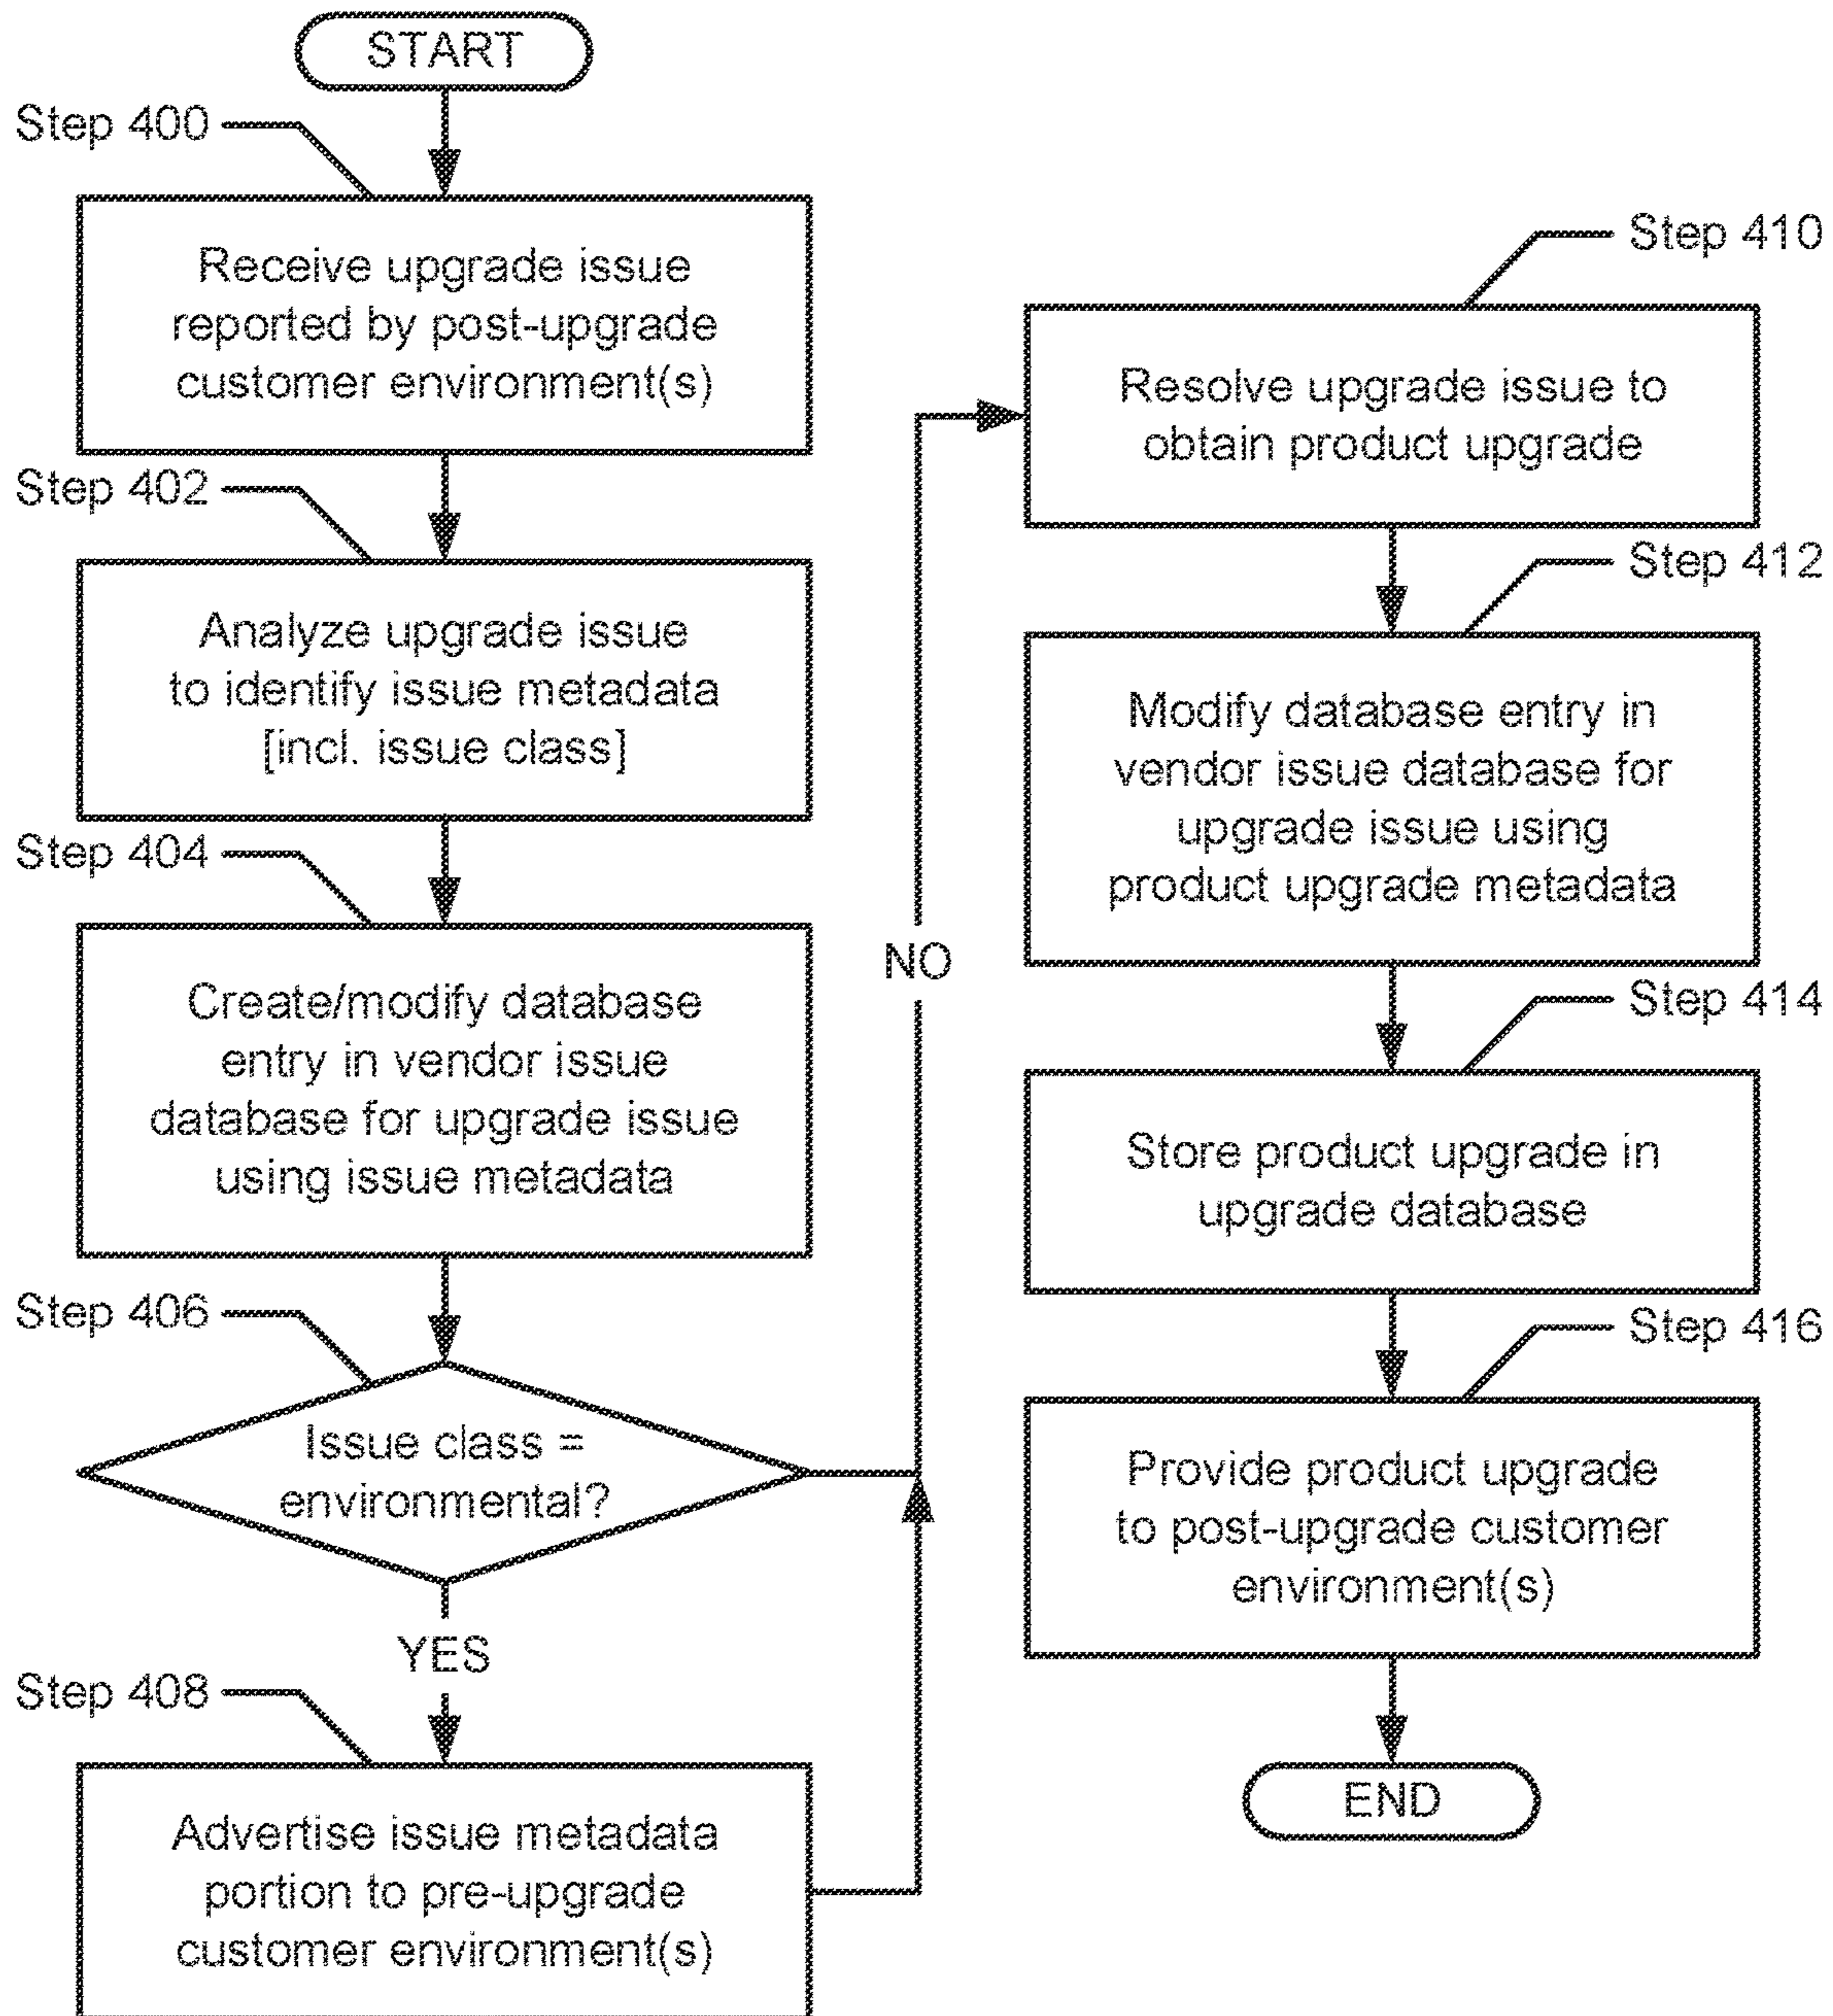 START
Step 400
Receive upgrade issue
reported by post-upgrade
customer environment(s)
Step 402
Analyze upgrade issue
to identify issue metadata
[incl. issue class]
Step 404
Create/modify database
entry in vendor issue
database for upgrade issue
using issue metadata
Step 406
Issue class =
environmental?
YES
NO
Step 408
Advertise issue metadata
portion to pre-upgrade
customer environment(s)
Step 410
Resolve upgrade issue to
obtain product upgrade
Step 412
Modify database entry in
vendor issue database for
upgrade issue using
product upgrade metadata
Step 414
Store product upgrade in
upgrade database
Step 416
Provide product upgrade
to post-upgrade customer
environment(s)
END